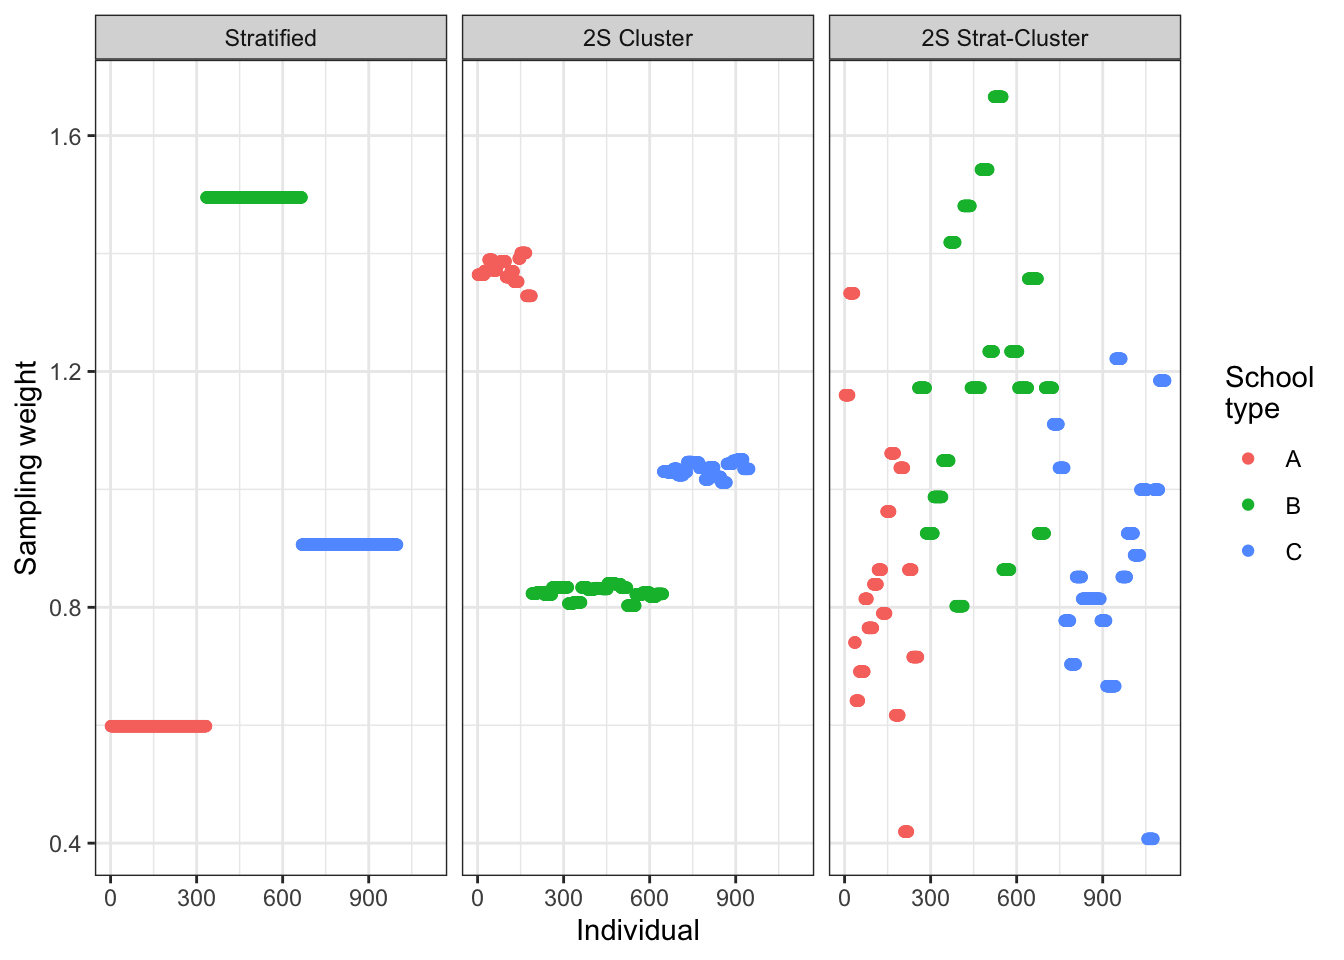 Stratified
2S Cluster
2S Strat-Cluster
Sampling weight
1.6
1.2
0.8
0.4
0 300 600 900
0 300 600 900
0 300 600 900
Individual
School
type
A
B
C